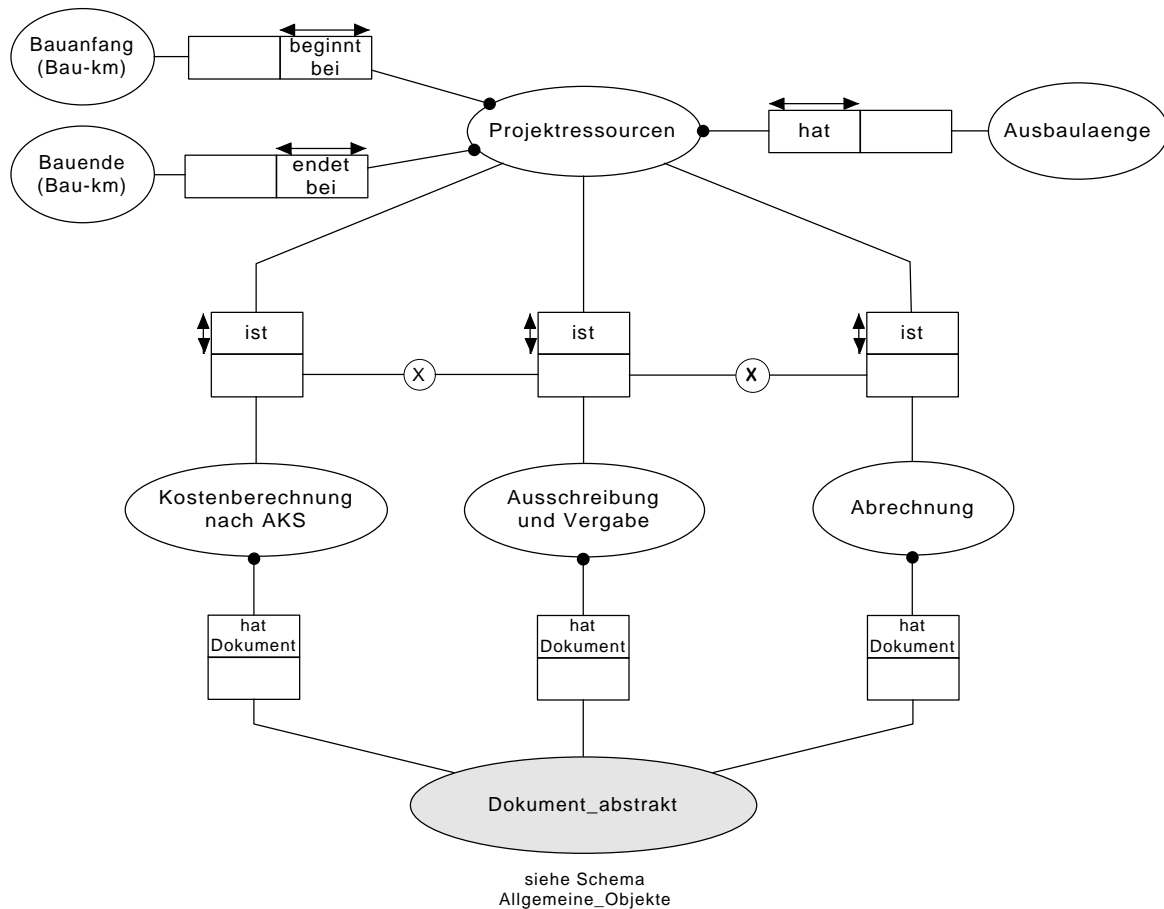 Bauanfang
(Bau-km)
beginnt
bei
Projektressourcen
hat
Ausbaulaenge
Bauende
(Bau-km)
endet
bei
ist
ist
ist
X
X
Kostenberechnung
nach AKS
Ausschreibung
und Vergabe
Abrechnung
hat
Dokument
hat
Dokument
hat
Dokument
Dokument_abstrakt
siehe Schema
Allgemeine_Objekte